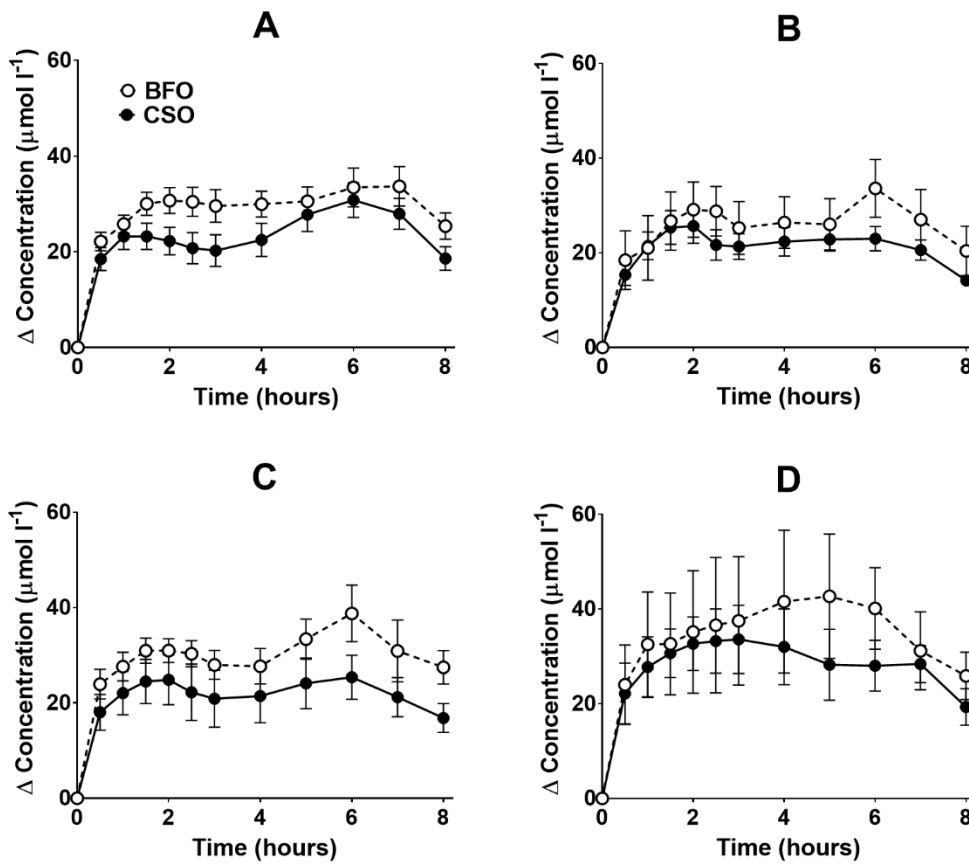 A
Δ Concentration (μmol l⁻¹)
60
40
20
0
BFO
CSO
0 2 4 6 8
Time (hours)
B
Δ Concentration (μmol l⁻¹)
60
40
20
0
0 2 4 6 8
Time (hours)
C
Δ Concentration (μmol l⁻¹)
60
40
20
0
0 2 4 6 8
Time (hours)
D
Δ Concentration (μmol l⁻¹)
60
40
20
0
0 2 4 6 8
Time (hours)